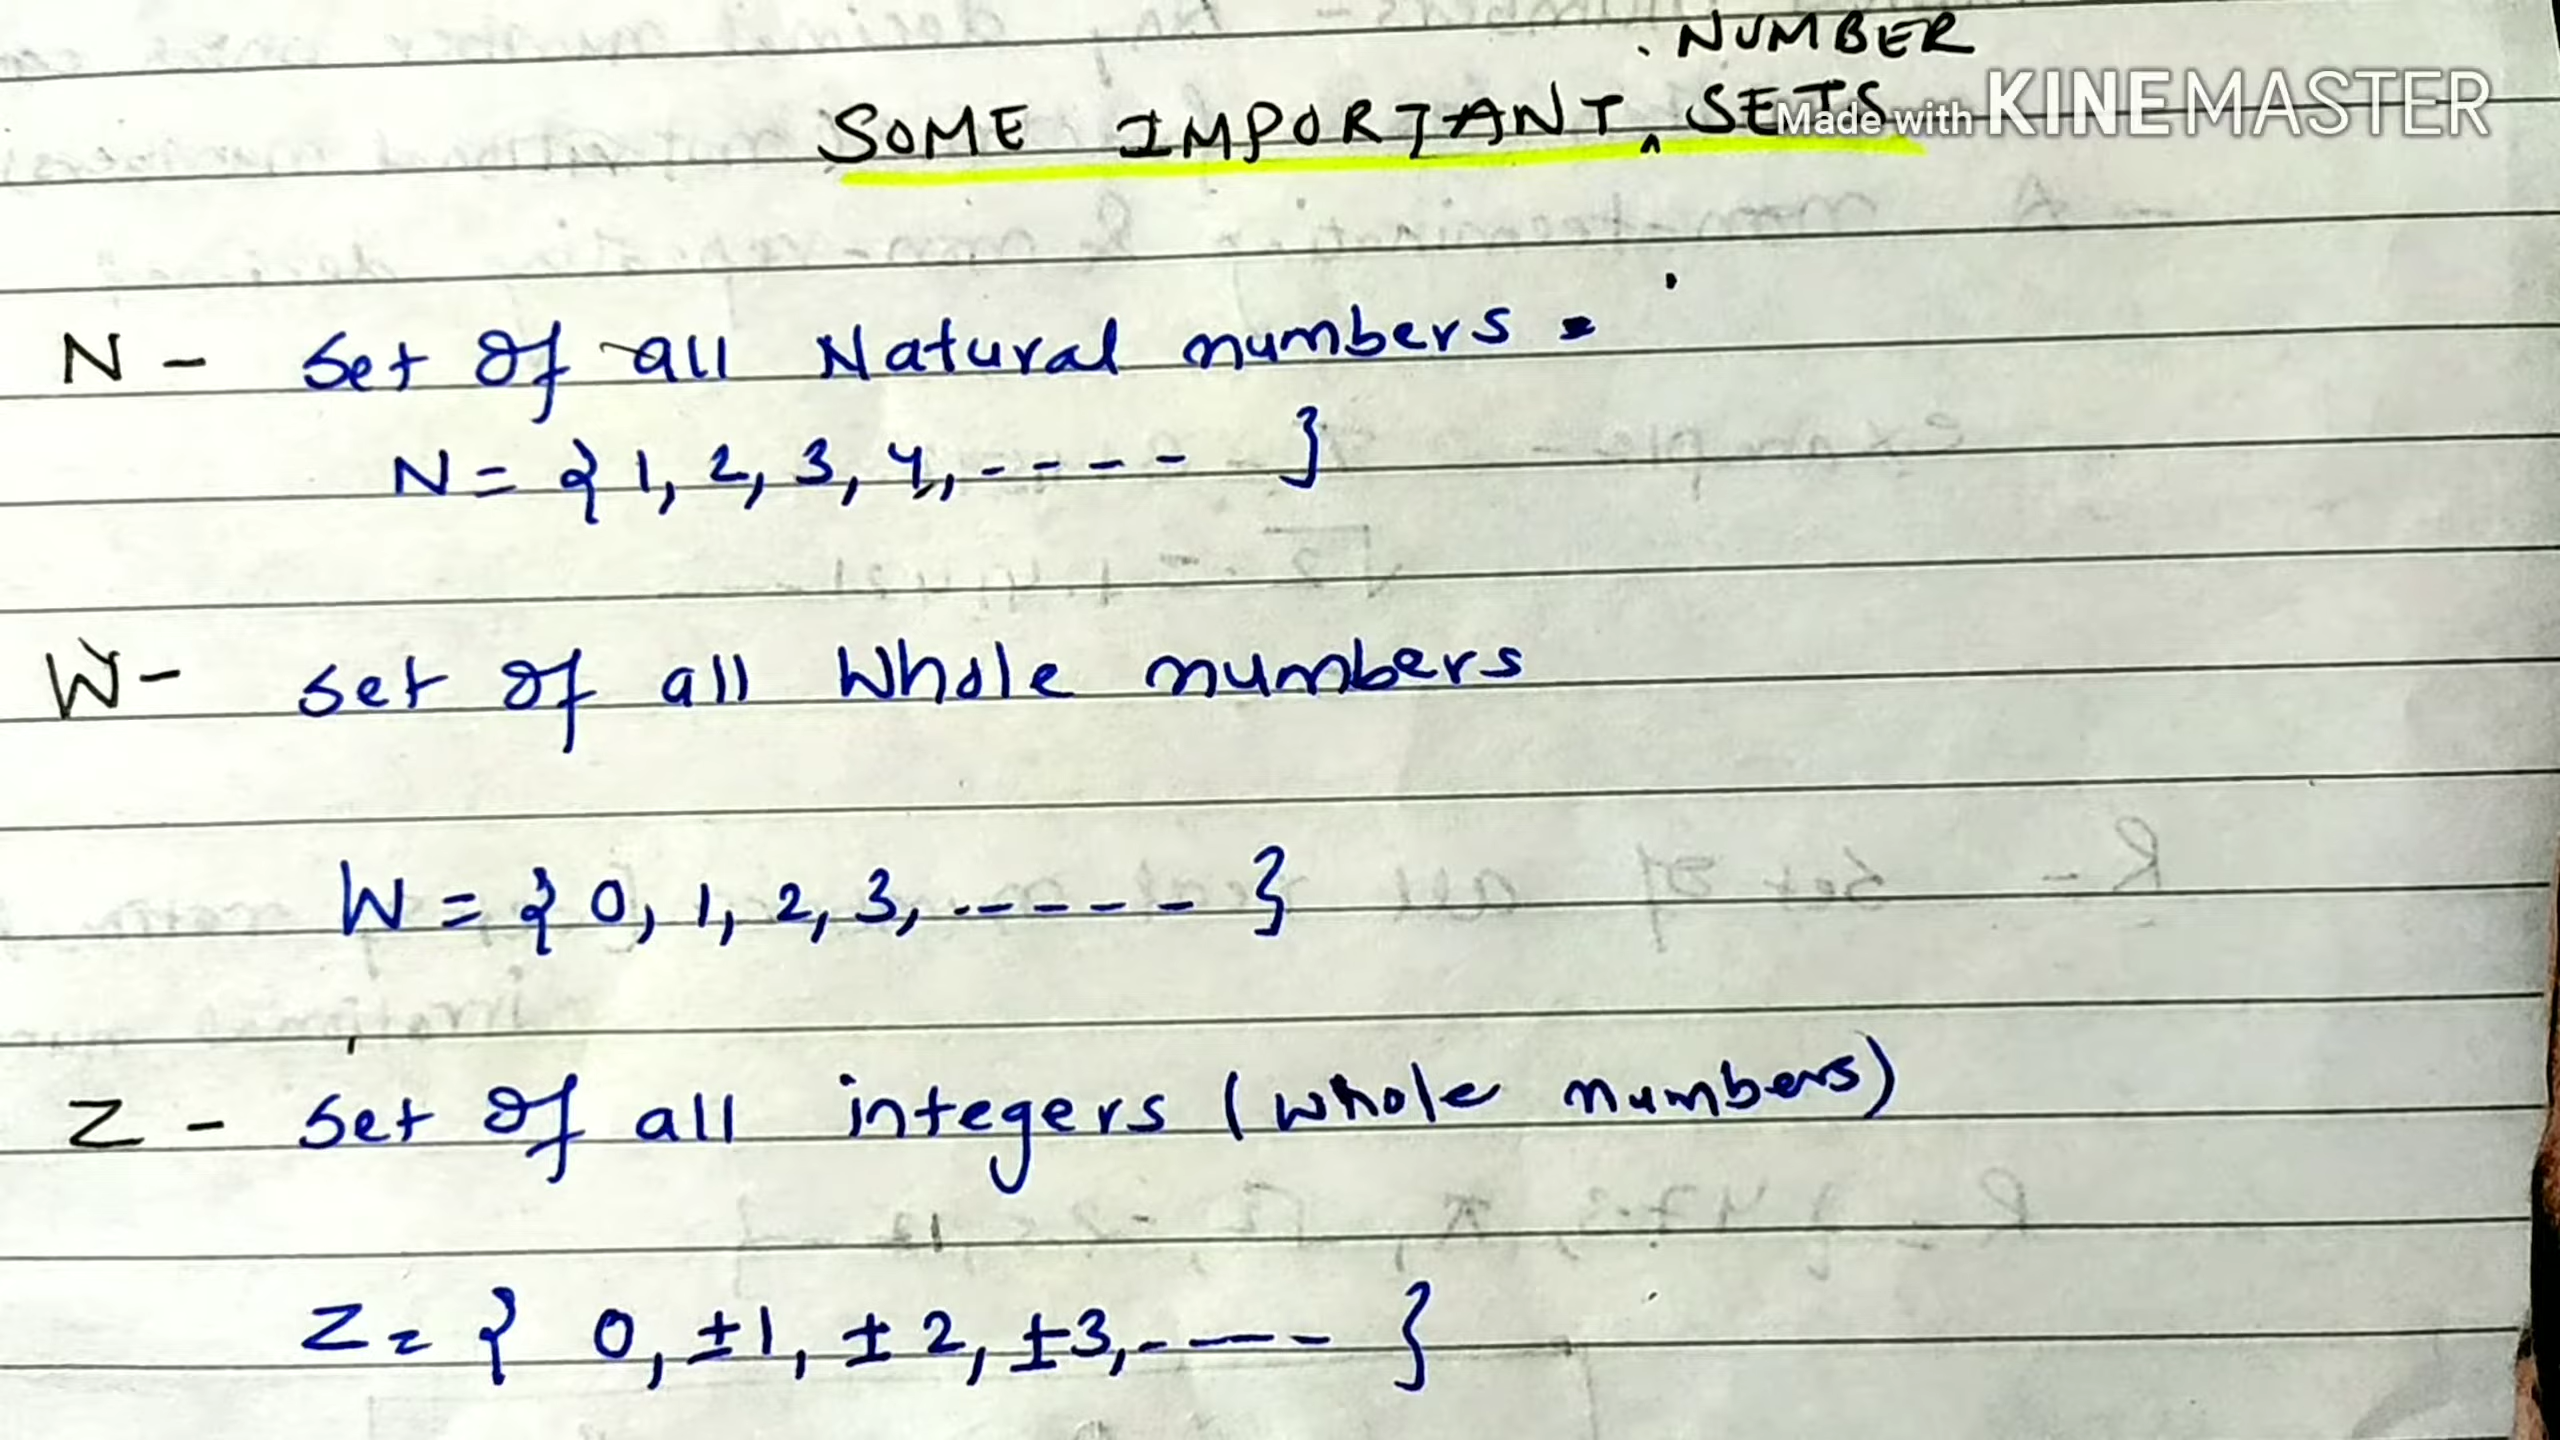 NUMBER
SOME IMPORTANT ^ SETS
Made with KINEMASTER
N - Set of all Natural numbers -
N = { 1, 2, 3, 4, - - - - }
W - set of all Whole numbers
W = { 0, 1, 2, 3, - - - - - }
Z - Set of all integers (whole numbers)
Z = { 0, ±1, ±2, ±3, - - - - }